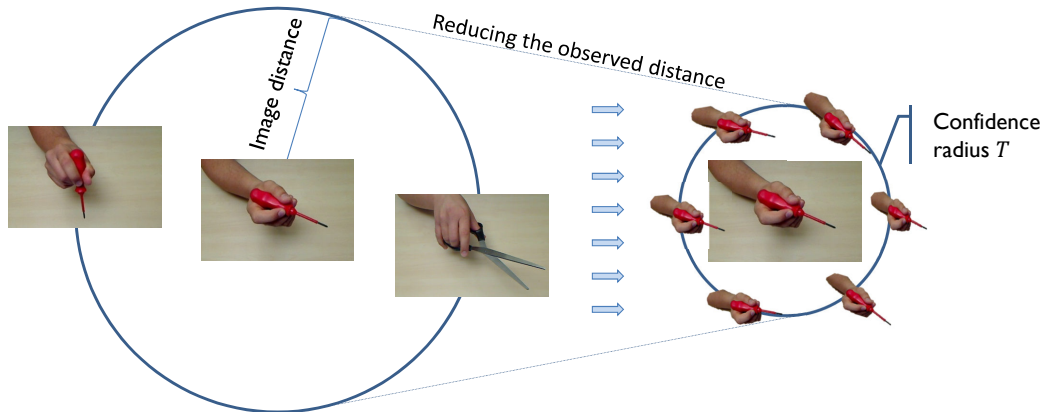 Image distance
Reducing the observed distance
Confidence
radius T